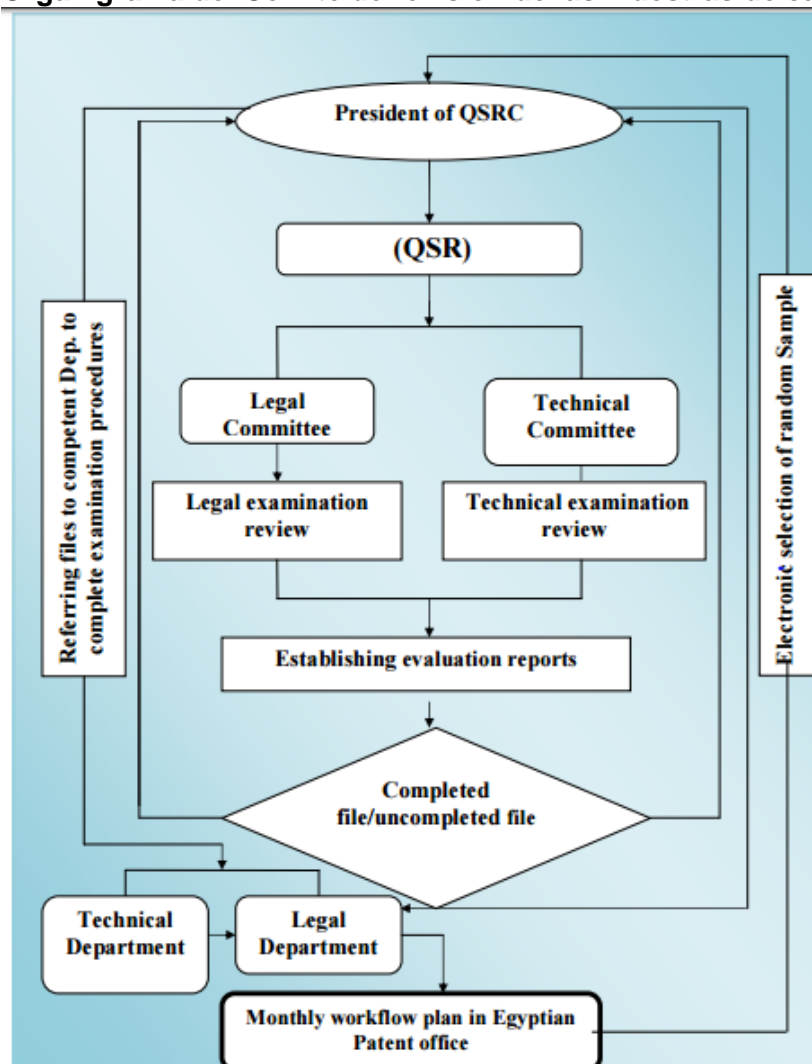 President of QSRC
(QSR)
Legal
Committee
Technical
Committee
Legal examination
review
Technical examination
review
Establishing evaluation reports
Completed
file/uncompleted file
Referring files to competent Dep. to
complete examination procedures
Electronic selection of random Sample
Technical
Department
Legal
Department
Monthly workflow plan in Egyptian
Patent office